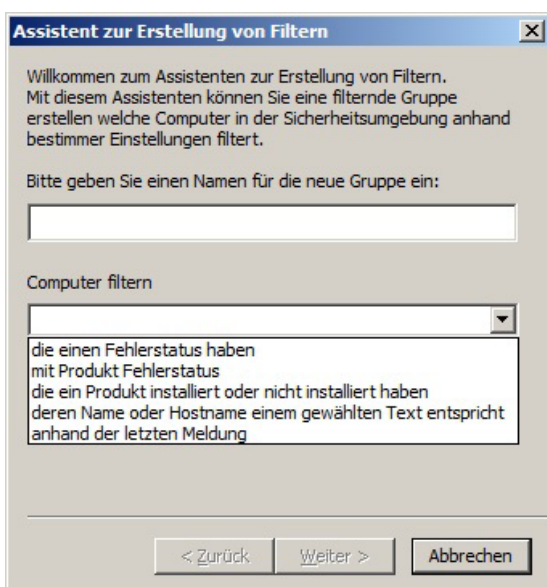 Assistent zur Erstellung von Filtern
Willkommen zum Assistenten zur Erstellung von Filtern.
Mit diesem Assistenten können Sie eine filternde Gruppe
erstellen welche Computer in der Sicherheitsumgebung anhand
bestimmer Einstellungen filtert.
Bitte geben Sie einen Namen für die neue Gruppe ein:
Computer filtern
die einen Fehlerstatus haben
mit Produkt Fehlerstatus
die ein Produkt installiert oder nicht installiert haben
deren Name oder Hostname einem gewählten Text entspricht
anhand der letzten Meldung
< Zurück Weiter > Abbrechen